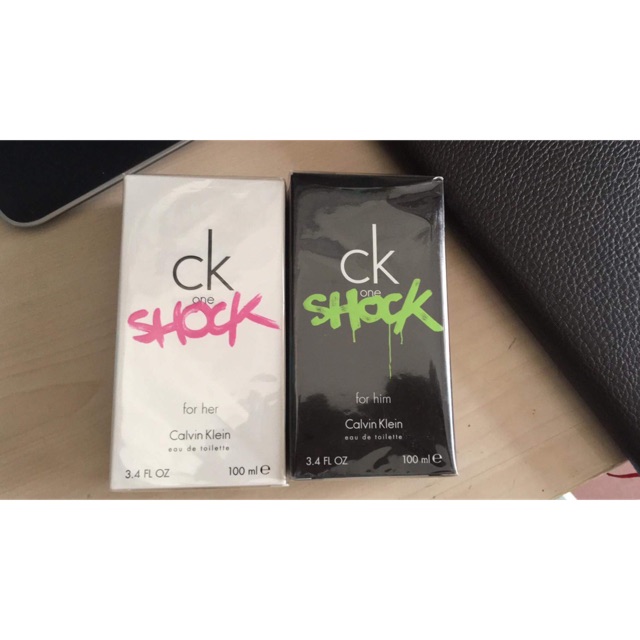 ck
one
SHOCK
for her
Calvin Klein
eau de toilette
3.4 FL OZ 100 ml e
ck
one
SHOCK
for him
Calvin Klein
eau de toilette
3.4 FL OZ 100 ml e